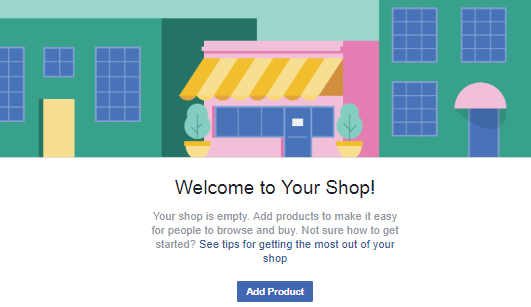 Welcome to Your Shop!
Your shop is empty. Add products to make it easy
for people to browse and buy. Not sure how to get
started? See tips for getting the most out of your
shop
Add Product